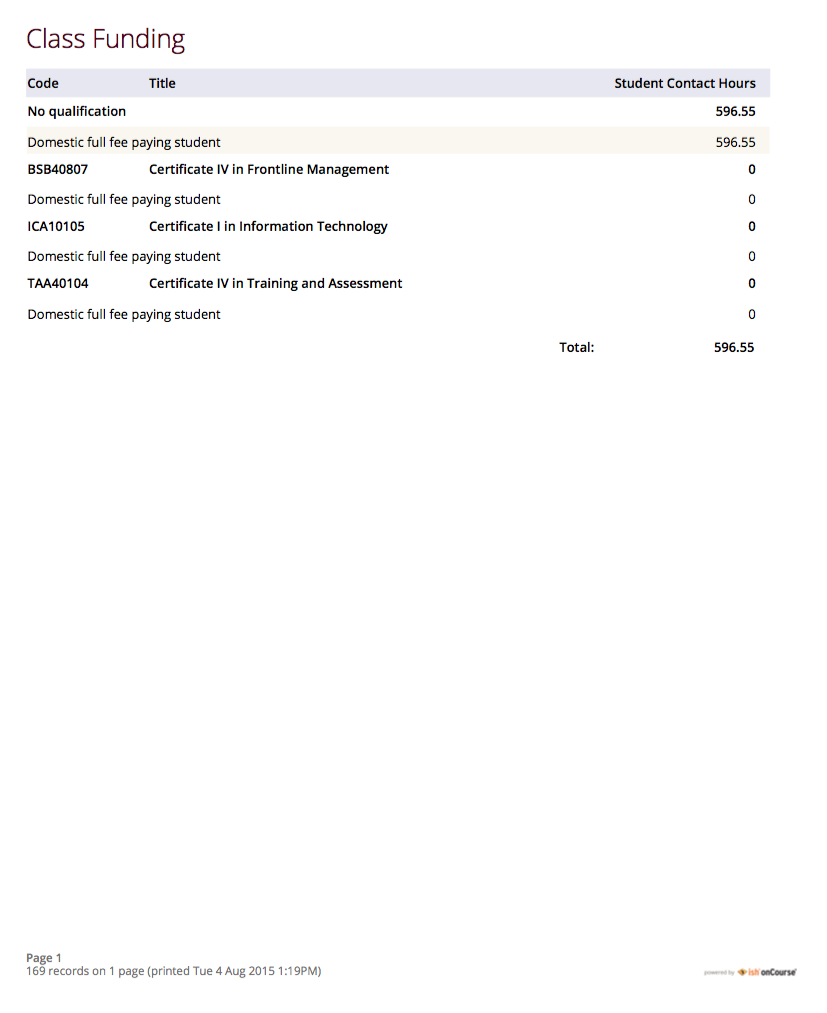 Class Funding
Code Title Student Contact Hours
No qualification 596.55
Domestic full fee paying student 596.55
BSB40807 Certificate IV in Frontline Management 0
Domestic full fee paying student 0
ICA10105 Certificate I in Information Technology 0
Domestic full fee paying student 0
TAA40104 Certificate IV in Training and Assessment 0
Domestic full fee paying student 0
Total: 596.55
Page 1
169 records on 1 page (printed Tue 4 Aug 2015 1:19PM)
powered by ish onCourse